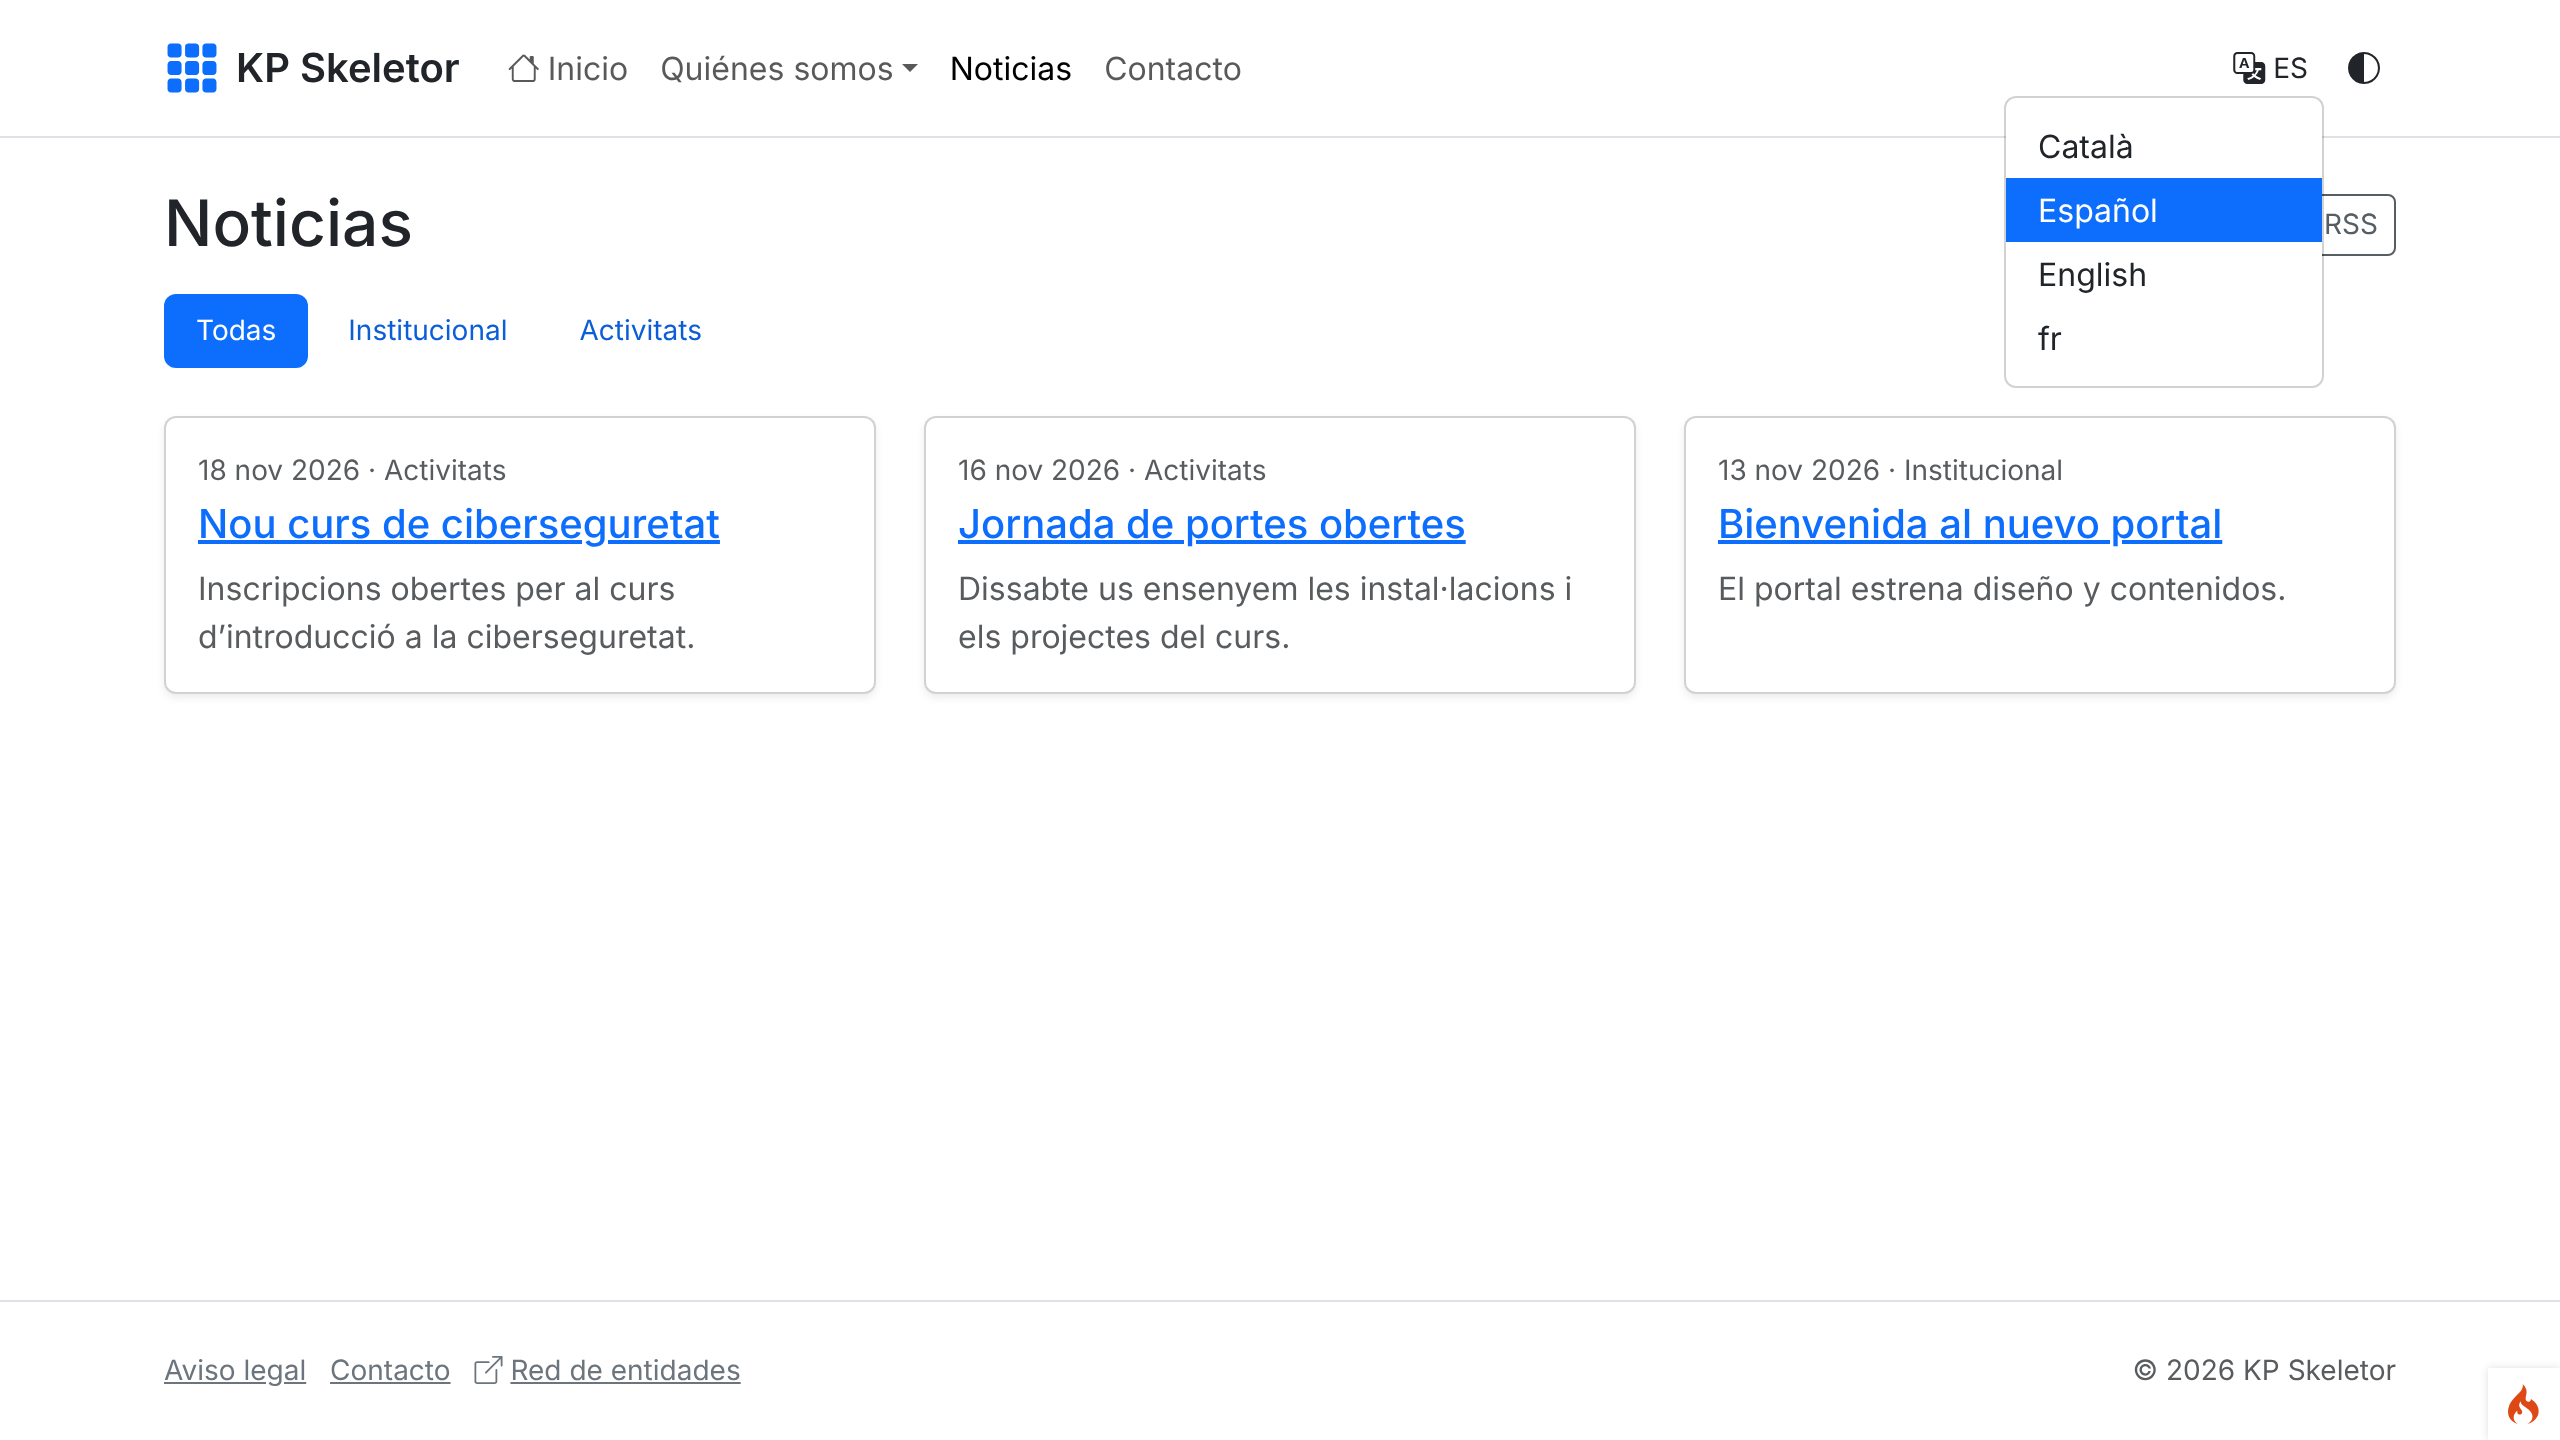 KP Skeletor Inicio Quiénes somos Noticias Contacto ES
Català
Español
English
fr
Noticias
RSS
Todas Institucional Activitats
18 nov 2026 · Activitats
Nou curs de ciberseguretat
Inscripcions obertes per al curs
d’introducció a la ciberseguretat.
16 nov 2026 · Activitats
Jornada de portes obertes
Dissabte us ensenyem les instal·lacions i
els projectes del curs.
13 nov 2026 · Institucional
Bienvenida al nuevo portal
El portal estrena diseño y contenidos.
Aviso legal Contacto Red de entidades
© 2026 KP Skeletor